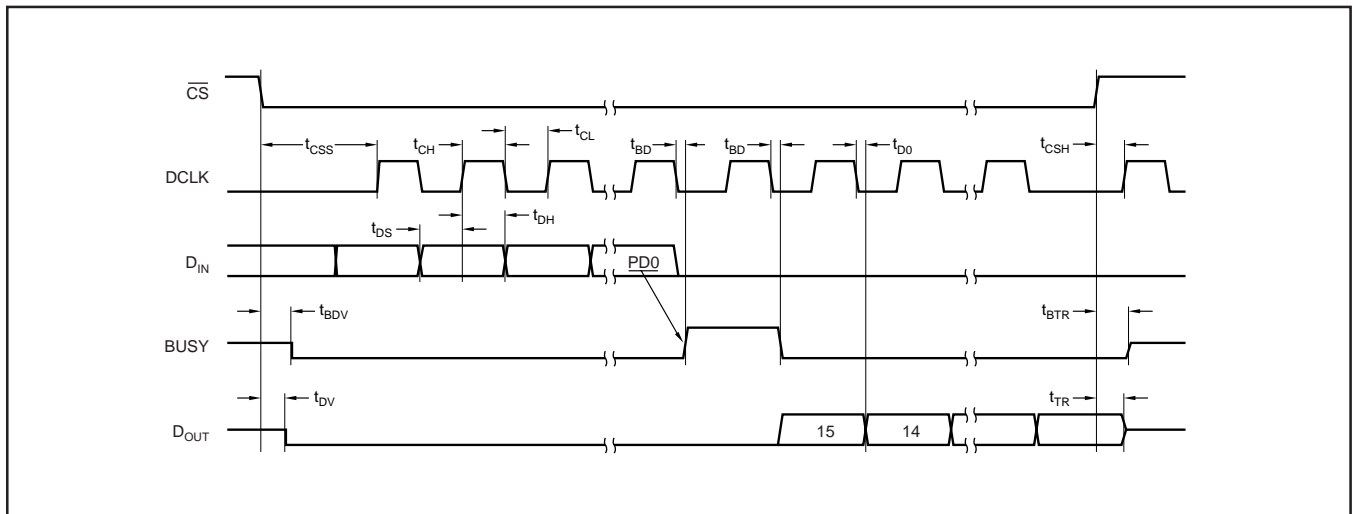 CS
tCSS
tCH
tCL
tBD
tBD
tD0
tCSH
DCLK
tDS
tDH
DIN
PD0
tBDV
tBTR
BUSY
tDV
tTR
DOUT
15
14